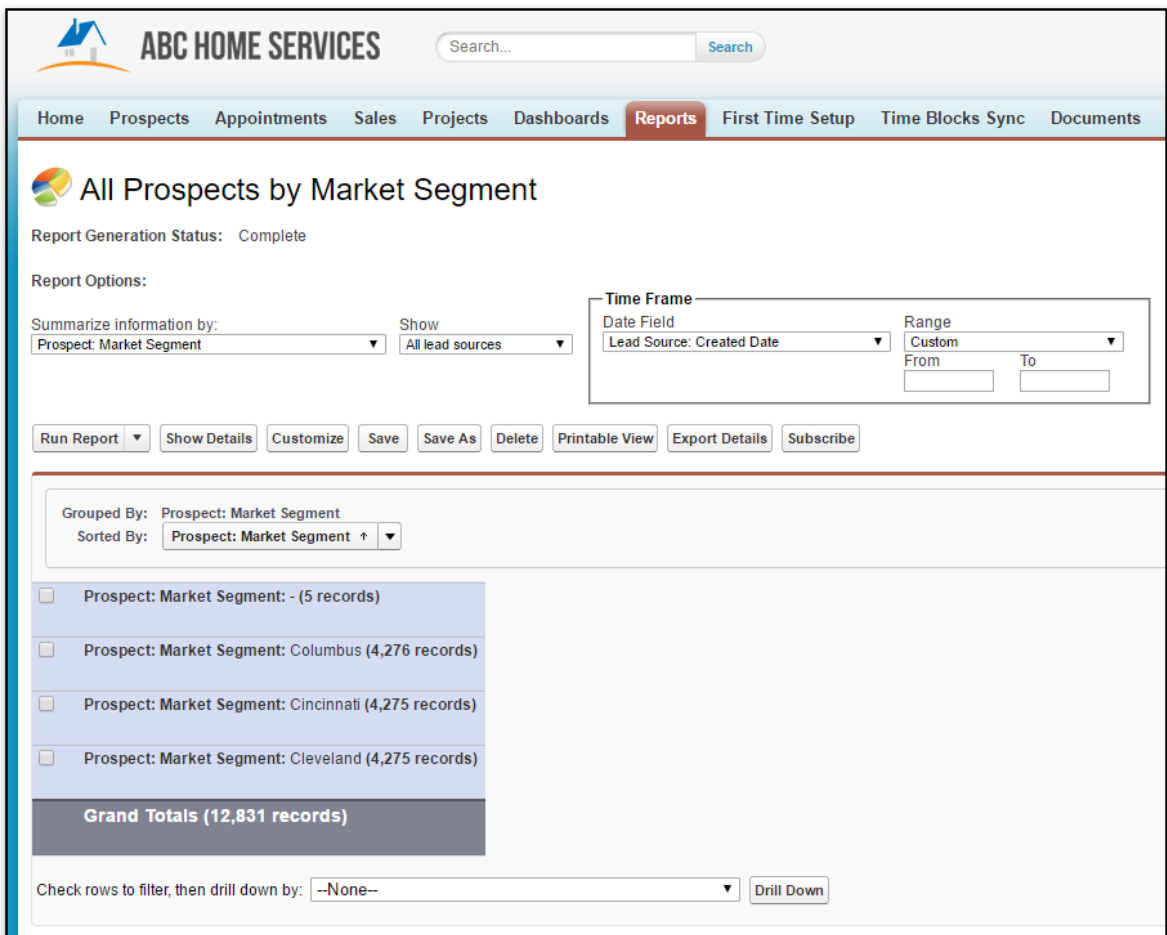 ABC HOME SERVICES Search... Search
Home Prospects Appointments Sales Projects Dashboards Reports First Time Setup Time Blocks Sync Documents
All Prospects by Market Segment
Report Generation Status: Complete
Report Options:
Time Frame
Summarize information by: Show Date Field Range
Prospect: Market Segment All lead sources Lead Source: Created Date Custom
From To
Run Report Show Details Customize Save Save As Delete Printable View Export Details Subscribe
Grouped By: Prospect: Market Segment
Sorted By: Prospect: Market Segment ↑
Prospect: Market Segment: - (5 records)
Prospect: Market Segment: Columbus (4,276 records)
Prospect: Market Segment: Cincinnati (4,275 records)
Prospect: Market Segment: Cleveland (4,275 records)
Grand Totals (12,831 records)
Check rows to filter, then drill down by: --None-- Drill Down